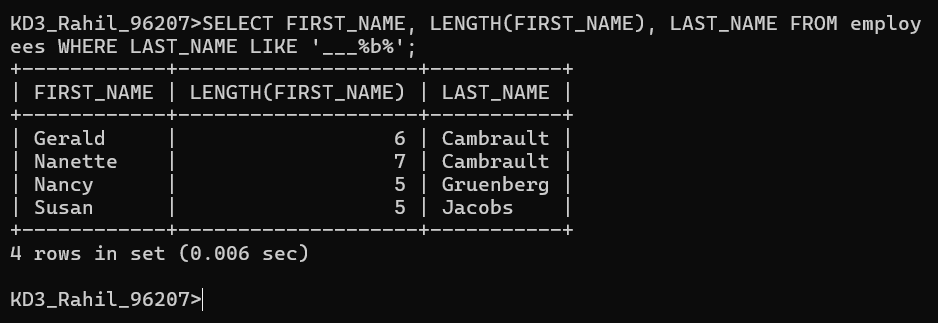 KD3_Rahil_96207>SELECT FIRST_NAME, LENGTH(FIRST_NAME), LAST_NAME FROM employ
ees WHERE LAST_NAME LIKE '___%b%';
+------------+--------------------+-----------+
| FIRST_NAME | LENGTH(FIRST_NAME) | LAST_NAME |
+------------+--------------------+-----------+
| Gerald     |                  6 | Cambrault |
| Nanette    |                  7 | Cambrault |
| Nancy      |                  5 | Gruenberg |
| Susan      |                  5 | Jacobs    |
+------------+--------------------+-----------+
4 rows in set (0.006 sec)
KD3_Rahil_96207>